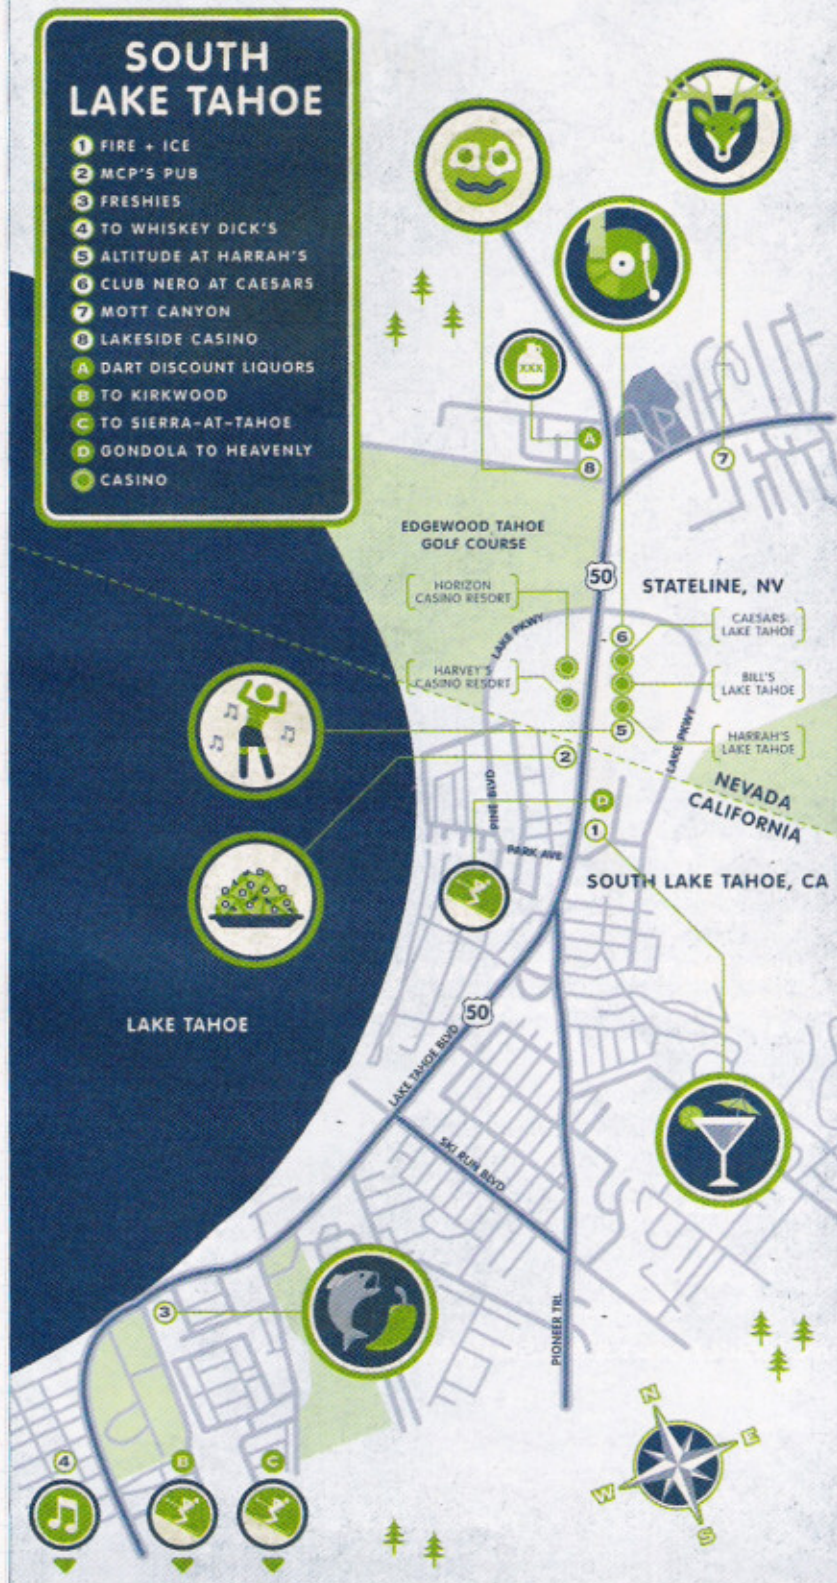 SOUTH
LAKE TAHOE
1 FIRE + ICE
2 MCP'S PUB
3 FRESHIES
4 TO WHISKEY DICK'S
5 ALTITUDE AT HARRAH'S
6 CLUB NERO AT CAESARS
7 MOTT CANYON
8 LAKESIDE CASINO
A DART DISCOUNT LIQUORS
B TO KIRKWOOD
C TO SIERRA-AT-TAHOE
D GONDOLA TO HEAVENLY
CASINO
XXX
A
8
7
EDGEWOOD TAHOE
GOLF COURSE
50
STATELINE, NV
HORIZON
CASINO RESORT
LAKE PKWY
6
CAESARS
LAKE TAHOE
HARVEY'S
CASINO RESORT
BILL'S
LAKE TAHOE
5
HARRAH'S
LAKE TAHOE
LAKE PKWY
2
NEVADA
CALIFORNIA
PINE BLVD
D
1
PARK AVE
SOUTH LAKE TAHOE, CA
LAKE TAHOE
50
LAKE TAHOE BLVD
SKI RUN BLVD
3
PIONEER TRL
N
E
W
S
4
B
C